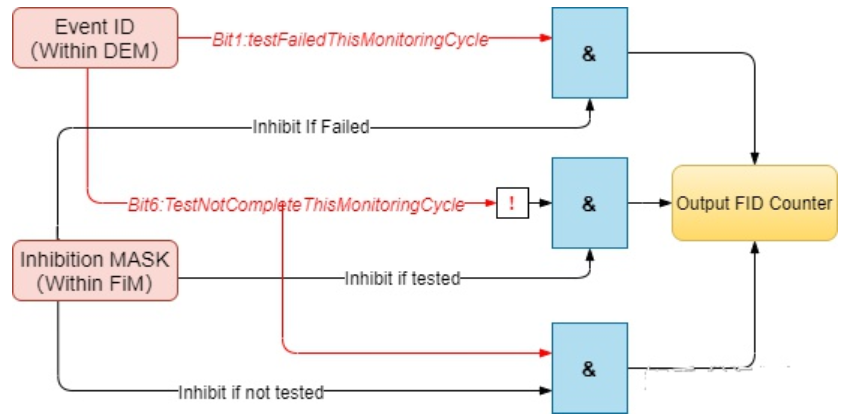 Event ID
(Within DEM)
Bit1:testFailedThisMonitoringCycle
&
Inhibit If Failed
Bit6:TestNotCompleteThisMonitoringCycle
!
&
Output FID Counter
Inhibition MASK
(Within FiM)
Inhibit if tested
&
Inhibit if not tested